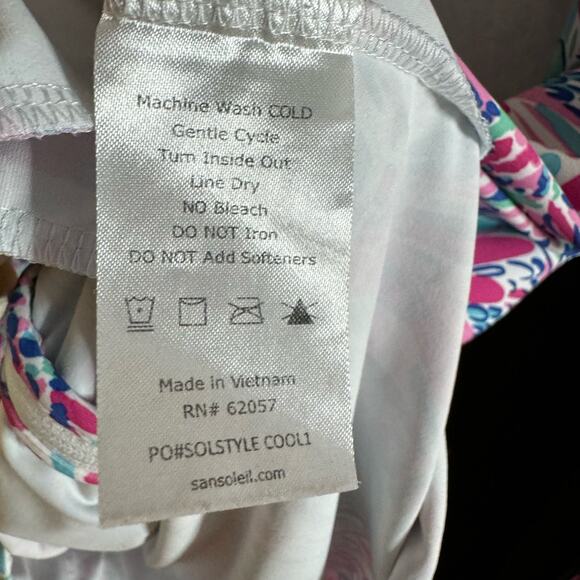 Machine Wash COLD
Gentle Cycle
Turn Inside Out
Line Dry
NO Bleach
DO NOT Iron
DO NOT Add Softeners
Made in Vietnam
RN# 62057
PO#SOLSTYLE COOL1
sansoleil.com